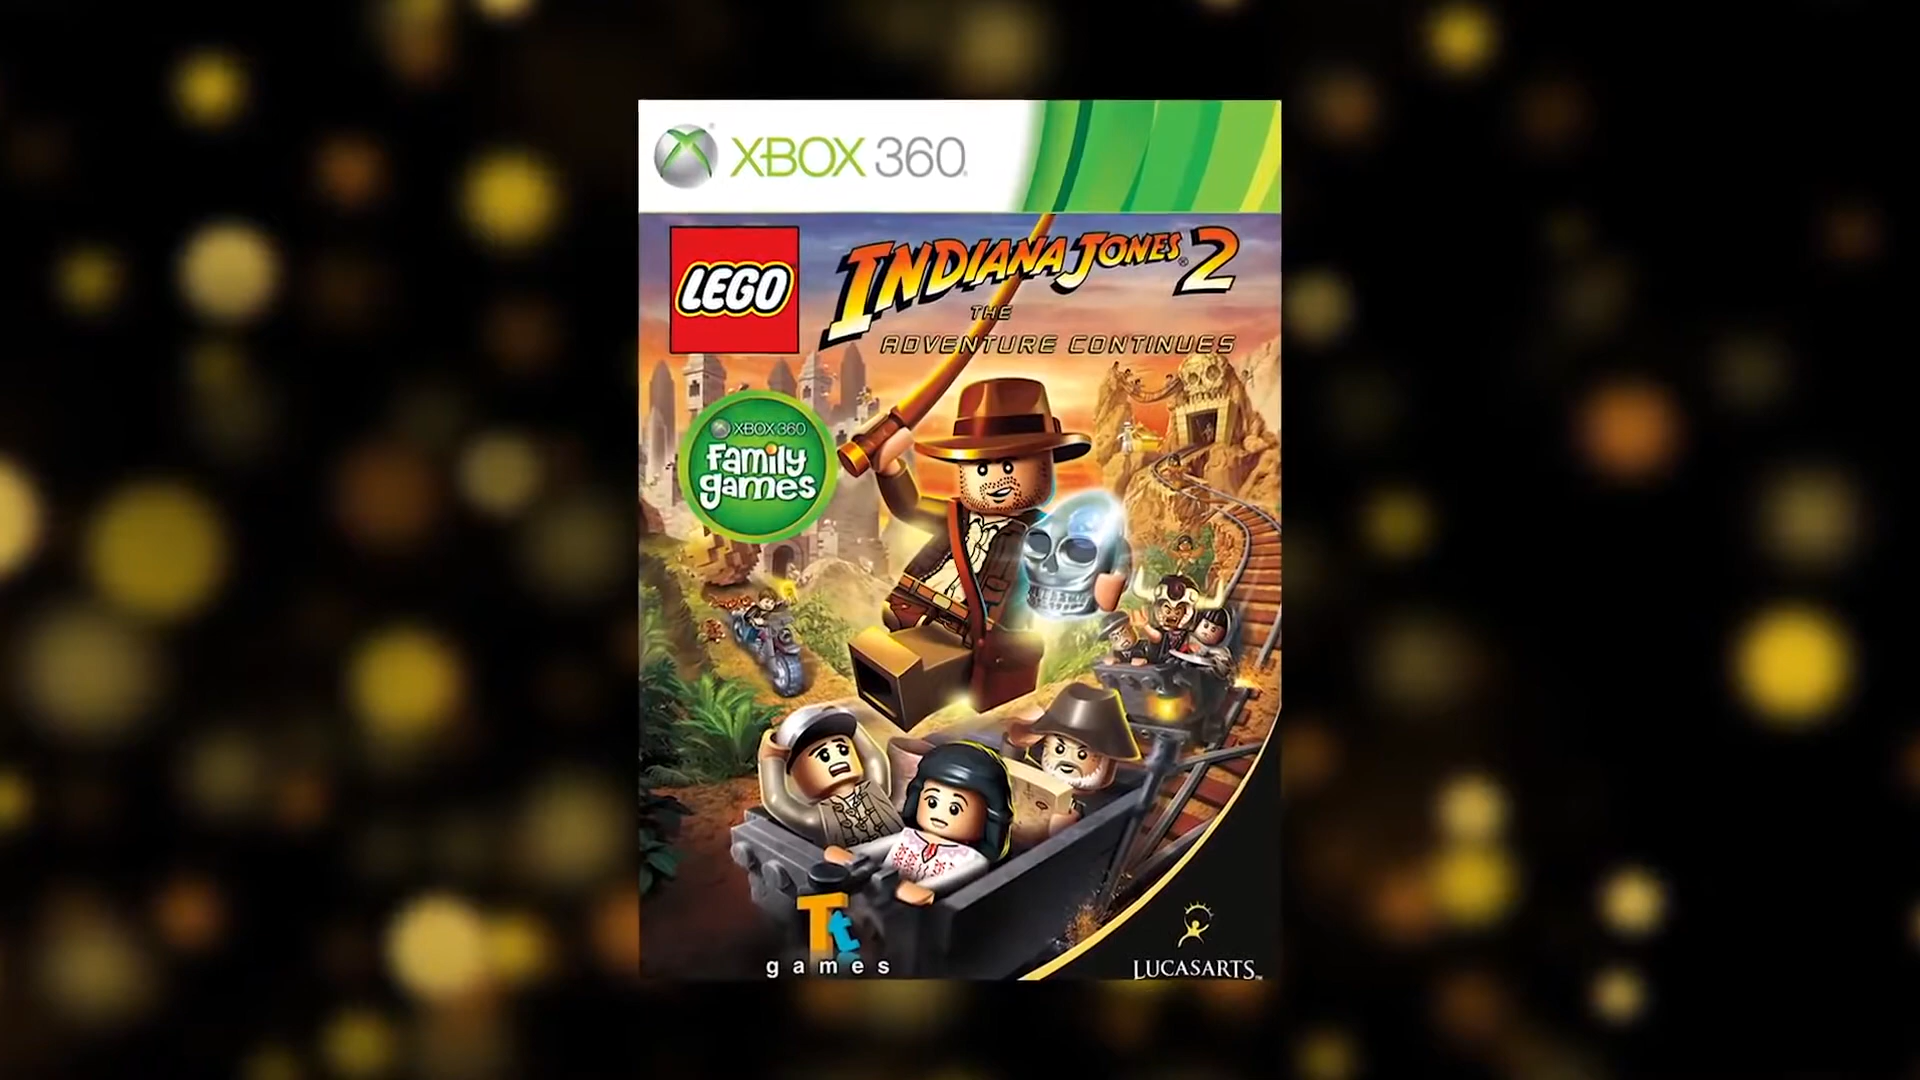 XBOX 360
LEGO
INDIANA JONES 2
THE
ADVENTURE CONTINUES
XBOX 360
family
games
Tt
games
LUCASARTS